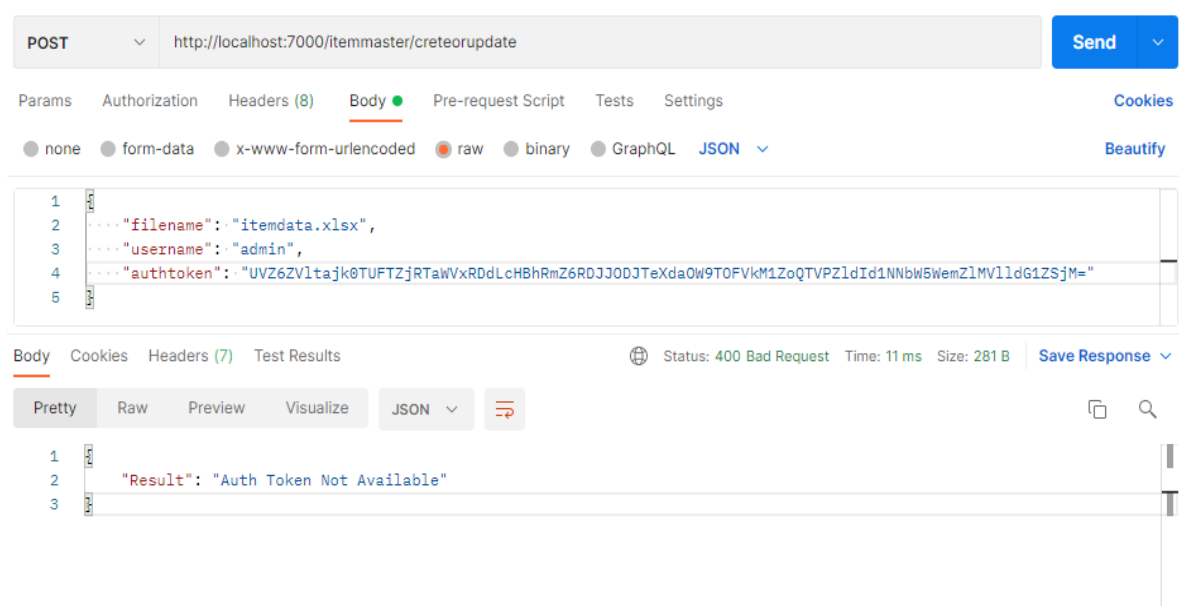 POST http://localhost:7000/itemmaster/creteorupdate Send
Params Authorization Headers (8) Body Pre-request Script Tests Settings Cookies
none form-data x-www-form-urlencoded raw binary GraphQL JSON Beautify
1 {
2 "filename": "itemdata.xlsx",
3 "username": "admin",
4 "authtoken": "UVZ6ZVltajk0TUFTZjRTaWVxRDdLcHBhRmZ6RDJJODJTeXdaOW9TOFVkM1ZoQTVPZldId1NNbW5WemZlMVlldG1ZSjM="
5 }
Body Cookies Headers (7) Test Results Status: 400 Bad Request Time: 11 ms Size: 281 B Save Response
Pretty Raw Preview Visualize JSON
1 {
2 "Result": "Auth Token Not Available"
3 }